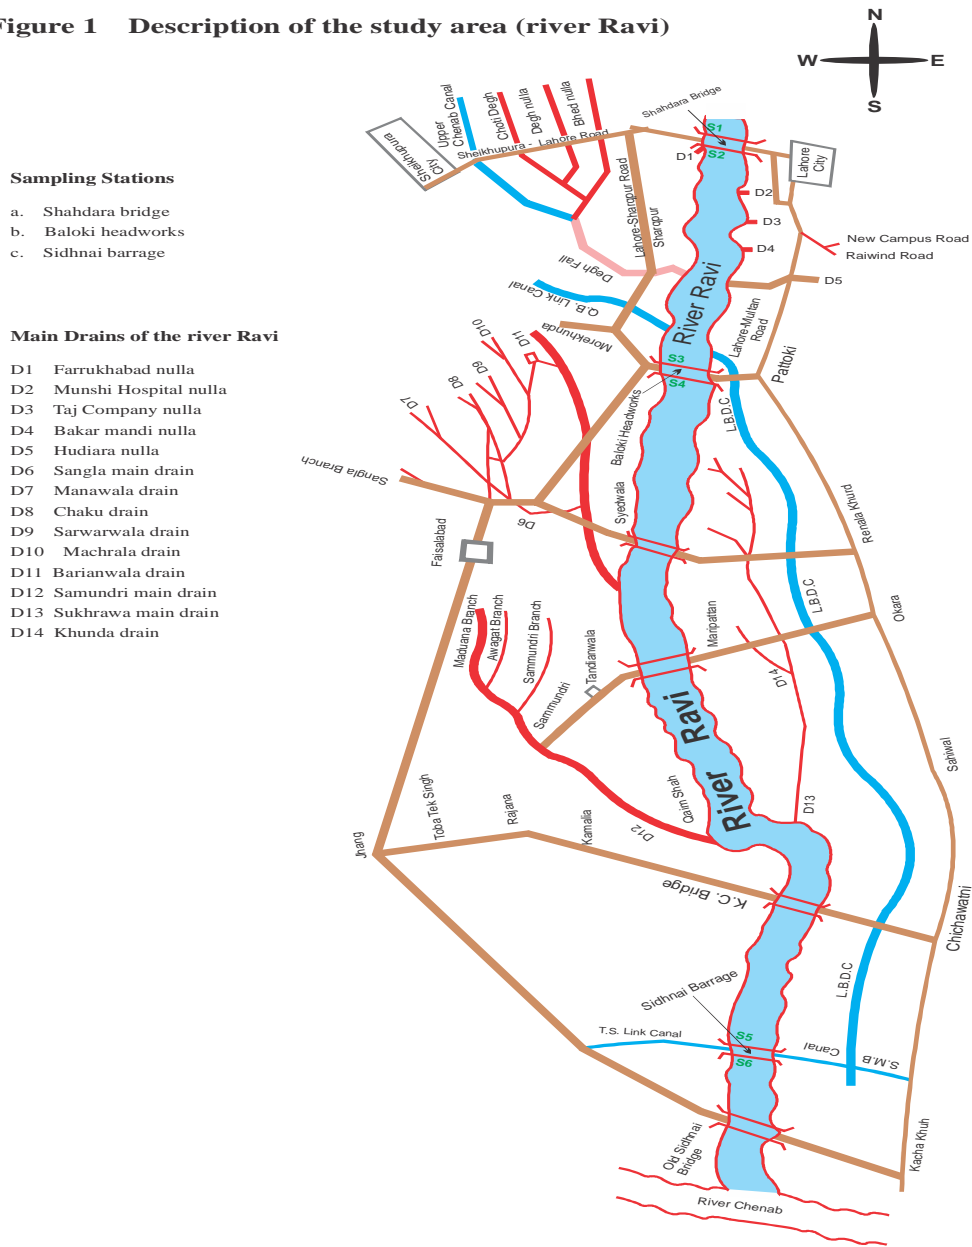 Figure 1 Description of the study area (river Ravi)
N
W
E
S
Sampling Stations
a. Shahdara bridge
b. Baloki headworks
c. Sidhnai barrage
Main Drains of the river Ravi
D1 Farrukhabad nulla
D2 Munshi Hospital nulla
D3 Taj Company nulla
D4 Bakar mandi nulla
D5 Hudiara nulla
D6 Sangla main drain
D7 Manawala drain
D8 Chaku drain
D9 Sarwarwala drain
D10 Machrala drain
D11 Barianwala drain
D12 Samundri main drain
D13 Sukhrawa main drain
D14 Khunda drain
Sheikhupura
City
Upper
Chenab Canal
Choti Degh
Degh nulla
Bhed nulla
Sheikhupura - Lahore Road
Shahdara Bridge
S1
S2
D1
Lahore
City
D2
D3
D4
D5
New Campus Road
Raiwind Road
Lahore-Sharqpur Road
Sharqpur
Degh Fall
Q.B. Link Canal
Morekhunda
River Ravi
Lahore-Multan
Road
Pattoki
S3
S4
Baloki Headworks
L.B.D.C
D10
D11
D9
D8
D7
Sangla Branch
D6
Syedwala
Faisalabad
Renala Khurd
L.B.D.C
Okara
Maduana Branch
Awagat Branch
Sammundri Branch
Sammundri
Tandianwala
Maripattan
D14
River Ravi
Sahiwal
D13
Qaim Shah
D12
Jhang
Toba Tek Singh
Rajana
Kamalia
K.C. Bridge
Chichawatni
L.B.D.C
Sidhnai Barrage
T.S. Link Canal
S5
S6
S.M.B
Canal
Old Sidhnai
Bridge
Kacha Khuh
River Chenab